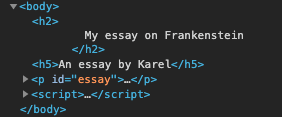 ▼<body>
<h2>
My essay on Frankenstein
</h2>
<h5>An essay by Karel</h5>
▶<p id="essay">…</p>
▶<script>…</script>
</body>